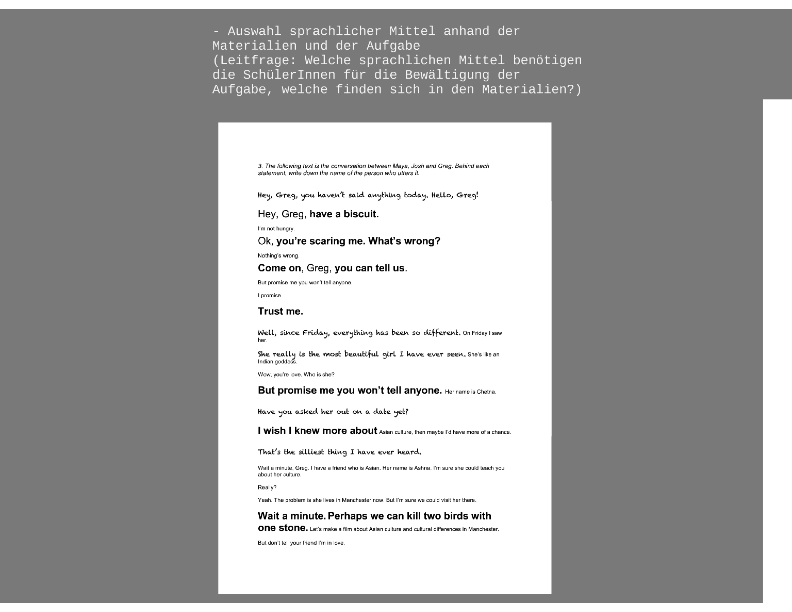 - Auswahl sprachlicher Mittel anhand der
Materialien und der Aufgabe
(Leitfrage: Welche sprachlichen Mittel benötigen
die SchülerInnen für die Bewältigung der
Aufgabe, welche finden sich in den Materialien?)
3. The following text is the conversation between Maya, Josh and Greg. Behind each
statement, write down the name of the person who utters it.
Hey, Greg, you haven't said anything today. Hello, Greg!
Hey, Greg, have a biscuit.
I'm not hungry.
Ok, you're scaring me. What's wrong?
Nothing's wrong
Come on, Greg, you can tell us.
But promise me you won't tell anyone.
I promise.
Trust me.
Well, since Friday, everything has been so different. On Friday I saw
her.
She really is the most beautiful girl I have ever seen. She's like an
Indian goddess.
Wow, you're love. Who is she?
But promise me you won't tell anyone. Her name is Chetna.
Have you asked her out on a date yet?
I wish I knew more about Asian culture, then maybe I'd have more of a chance.
That's the silliest thing I have ever heard.
Wait a minute, Greg. I have a friend who is Asian. Her name is Ashna. I'm sure she could teach you
about her culture.
Really?
Yeah. The problem is she lives in Manchester now. But I'm sure we could visit her there.
Wait a minute. Perhaps we can kill two birds with
one stone. Let's make a film about Asian culture and cultural differences in Manchester.
But don't tell your friend I'm in love.